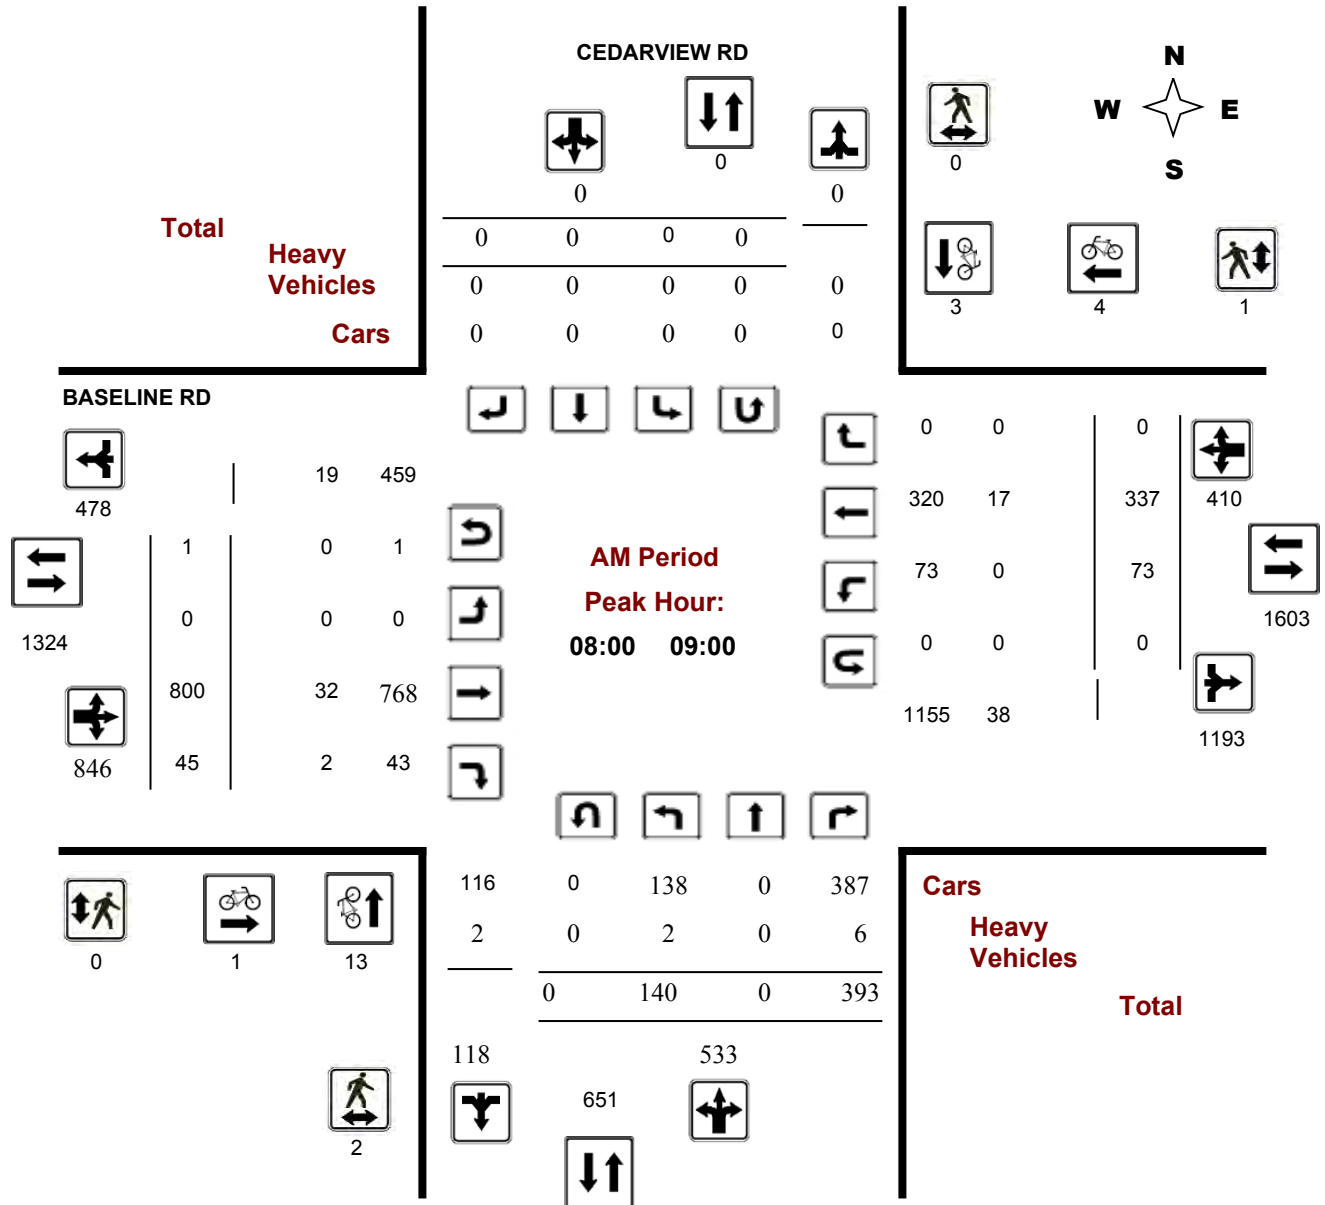 CEDARVIEW RD
N
W E
S
0
0
0
0 0
Total
0 0 0 0
Heavy
Vehicles
0 0 0 0 0
3 4 1
Cars
0 0 0 0 0
BASELINE RD
0 0 0
19 459
478
320 17 337 410
1 0 1
AM Period
73 0 73
Peak Hour:
0 0 0
1603
1324
08:00 09:00
0 0 0
800 32 768
1155 38
1193
846
45 2 43
116 0 138 0 387
Cars
2 0 2 0 6
Heavy
Vehicles
0 1 13
0 140 0 393
Total
118 533
651
2